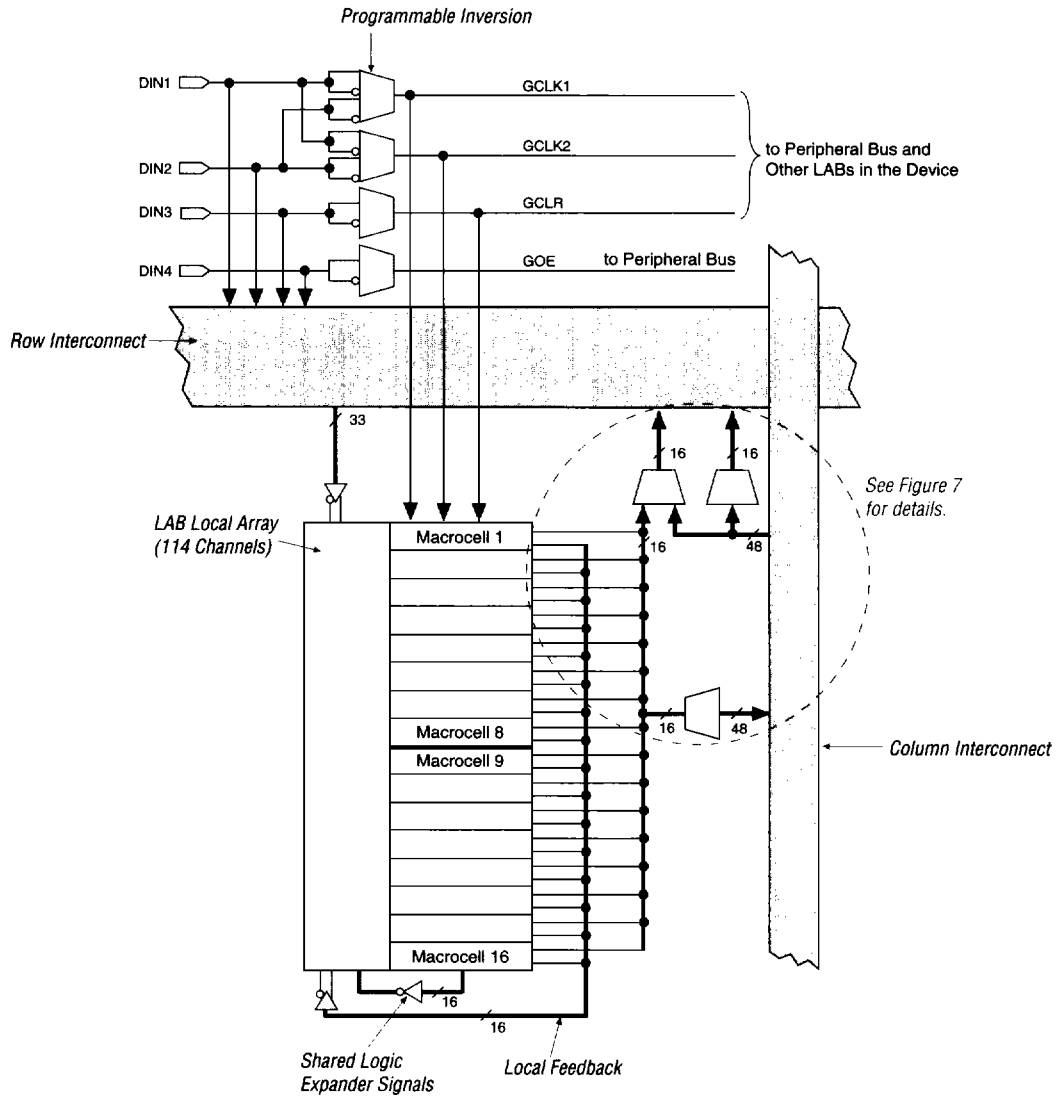 Programmable Inversion
DIN1
GCLK1
GCLK2
to Peripheral Bus and
Other LABs in the Device
DIN2
DIN3
GCLR
DIN4
GOE
to Peripheral Bus
Row Interconnect
33
16
16
See Figure 7
for details.
LAB Local Array
(114 Channels)
Macrocell 1
16
48
Macrocell 8
16
48
Macrocell 9
Column Interconnect
Macrocell 16
16
16
Shared Logic
Expander Signals
Local Feedback